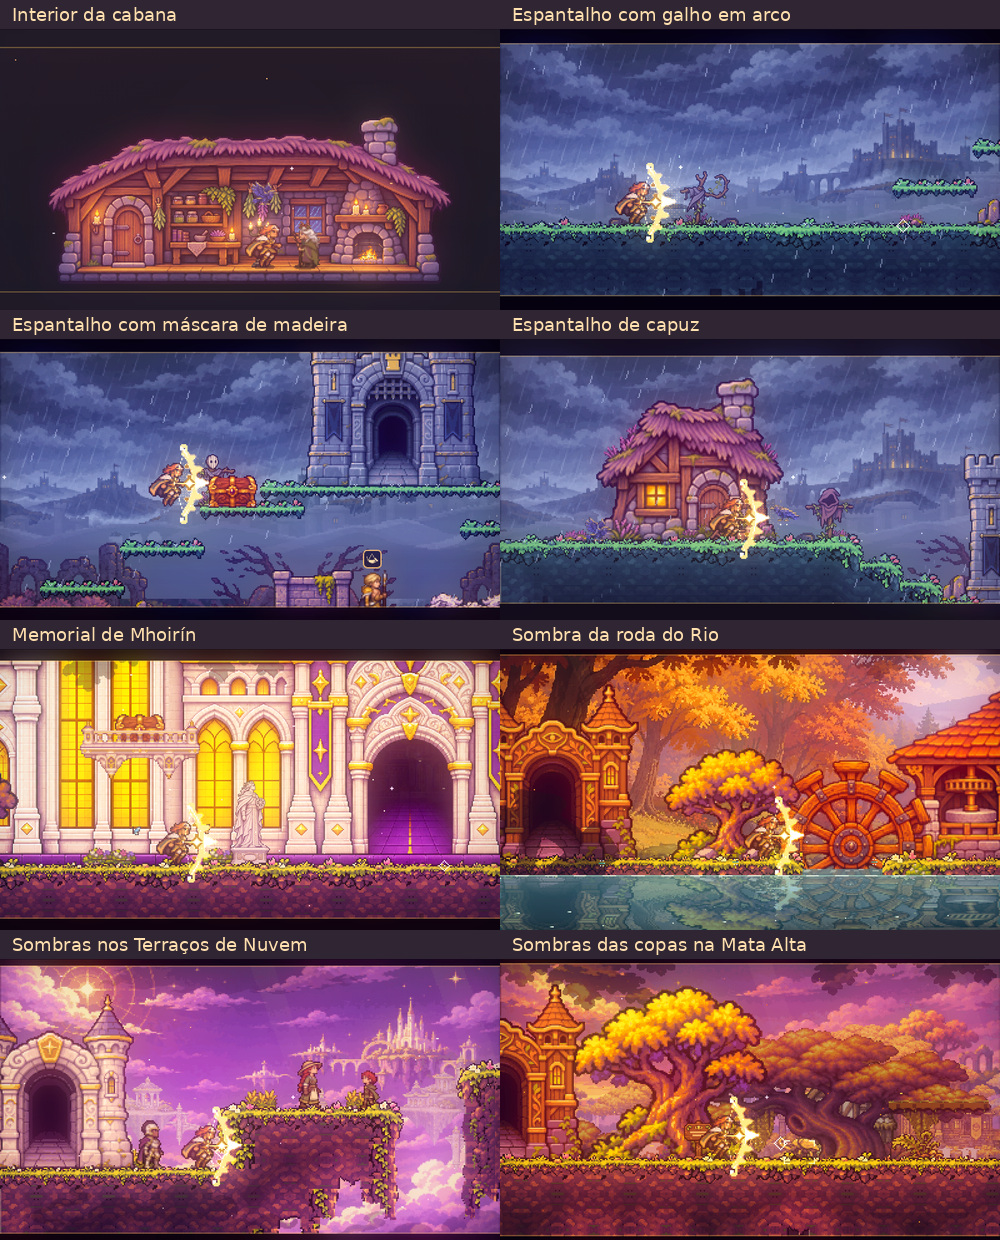 Interior da cabana
Espantalho com galho em arco
Espantalho com máscara de madeira
Espantalho de capuz
Memorial de Mhoirín
Sombra da roda do Rio
Sombras nos Terraços de Nuvem
Sombras das copas na Mata Alta